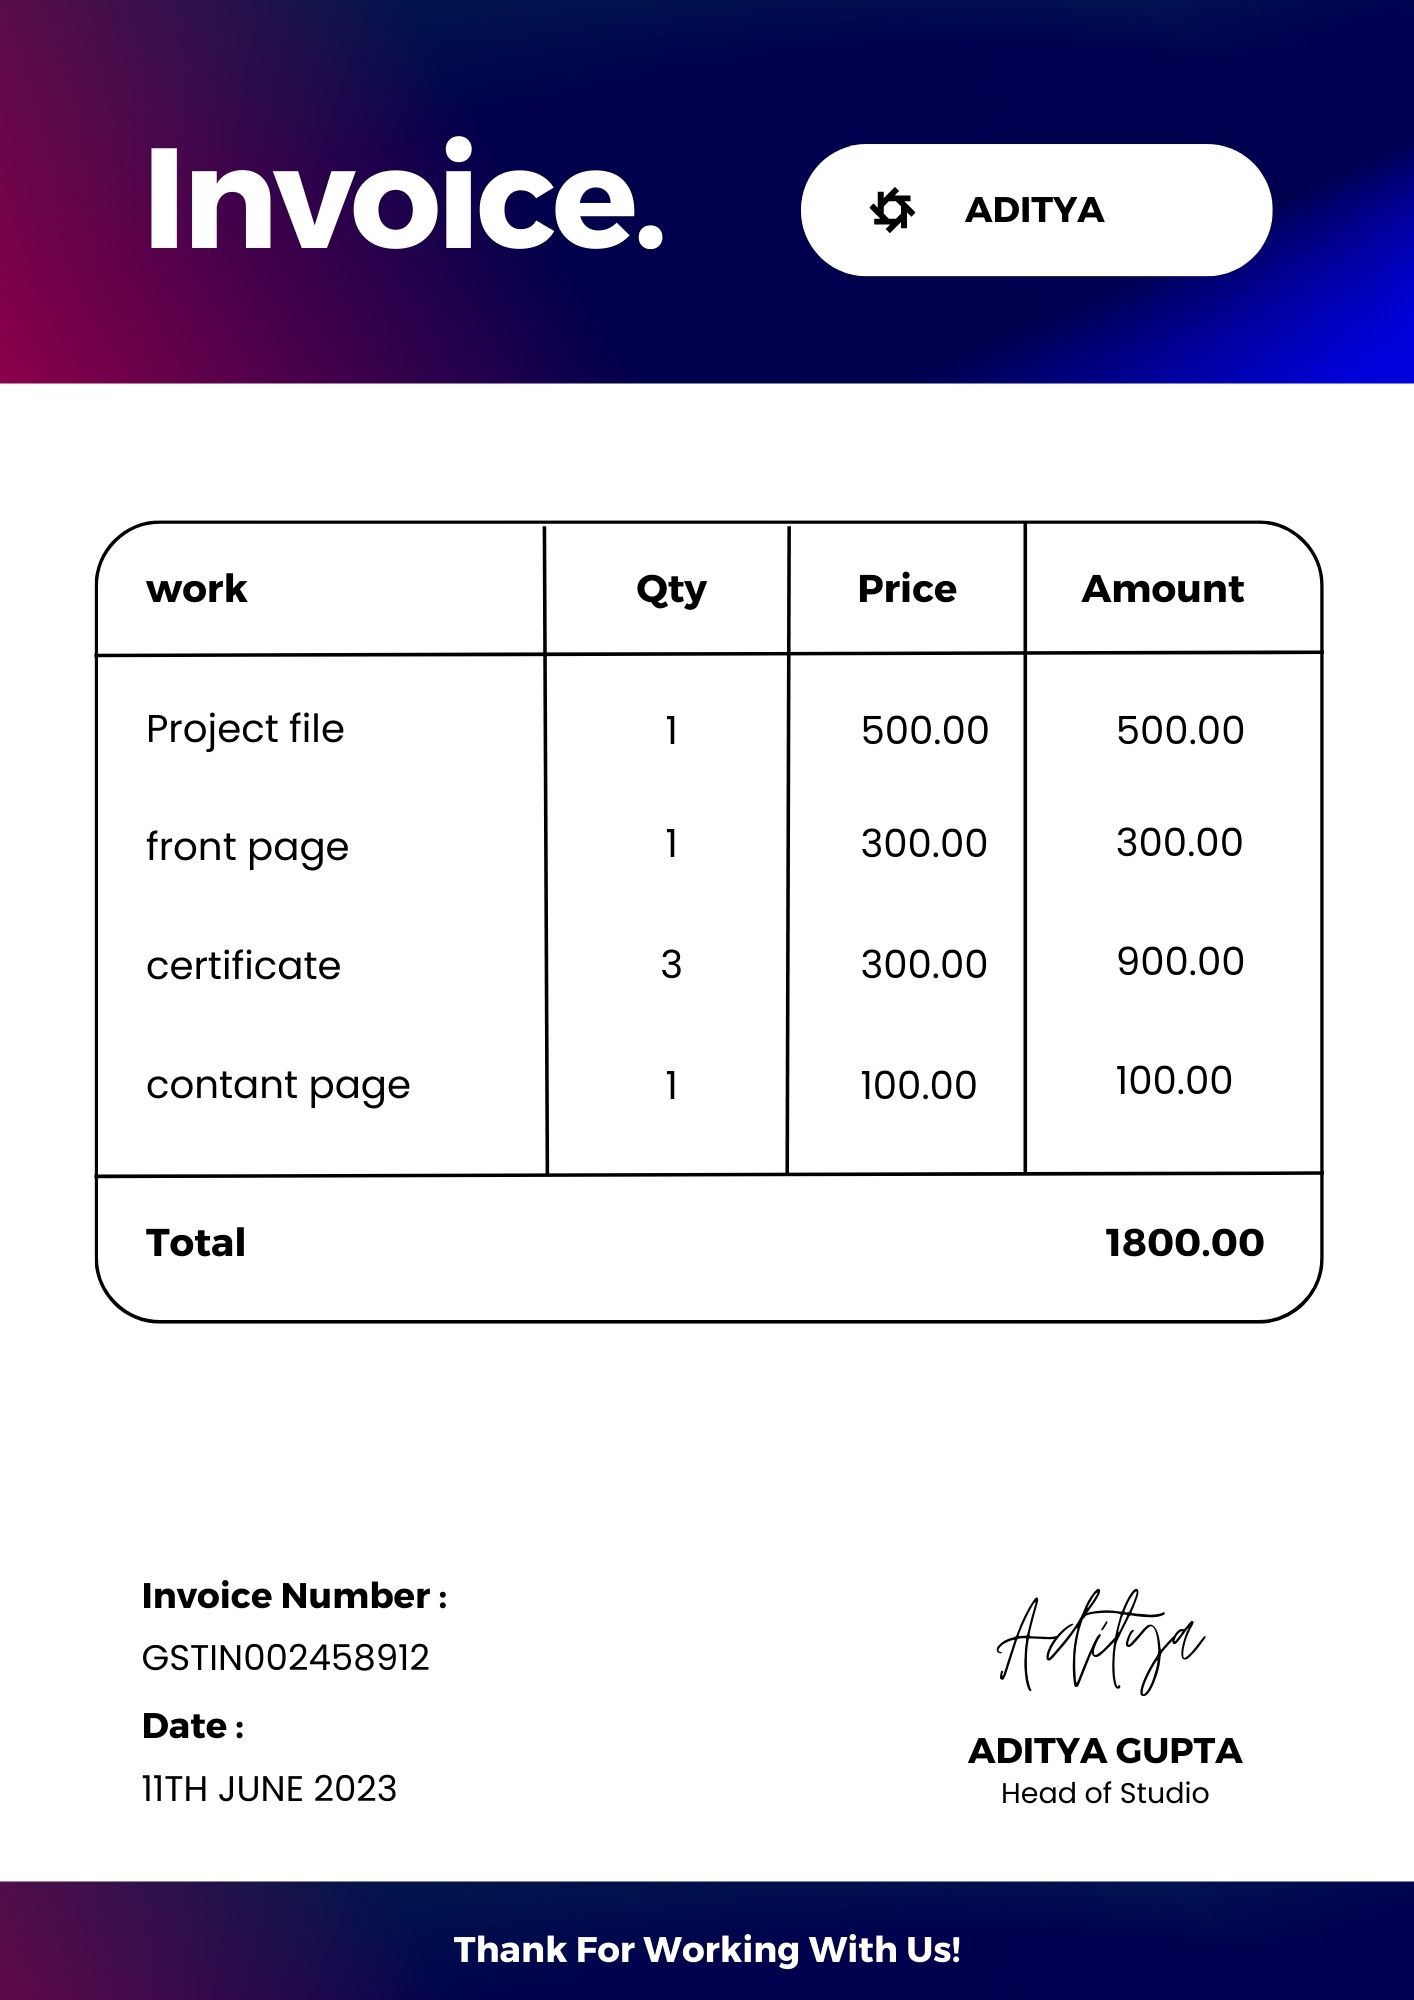 Invoice.
ADITYA
work Qty Price Amount
Project file 1 500.00 500.00
front page 1 300.00 300.00
certificate 3 300.00 900.00
contant page 1 100.00 100.00
Total 1800.00
Invoice Number :
GSTIN002458912
Date :
11TH JUNE 2023
Aditya
ADITYA GUPTA
Head of Studio
Thank For Working With Us!